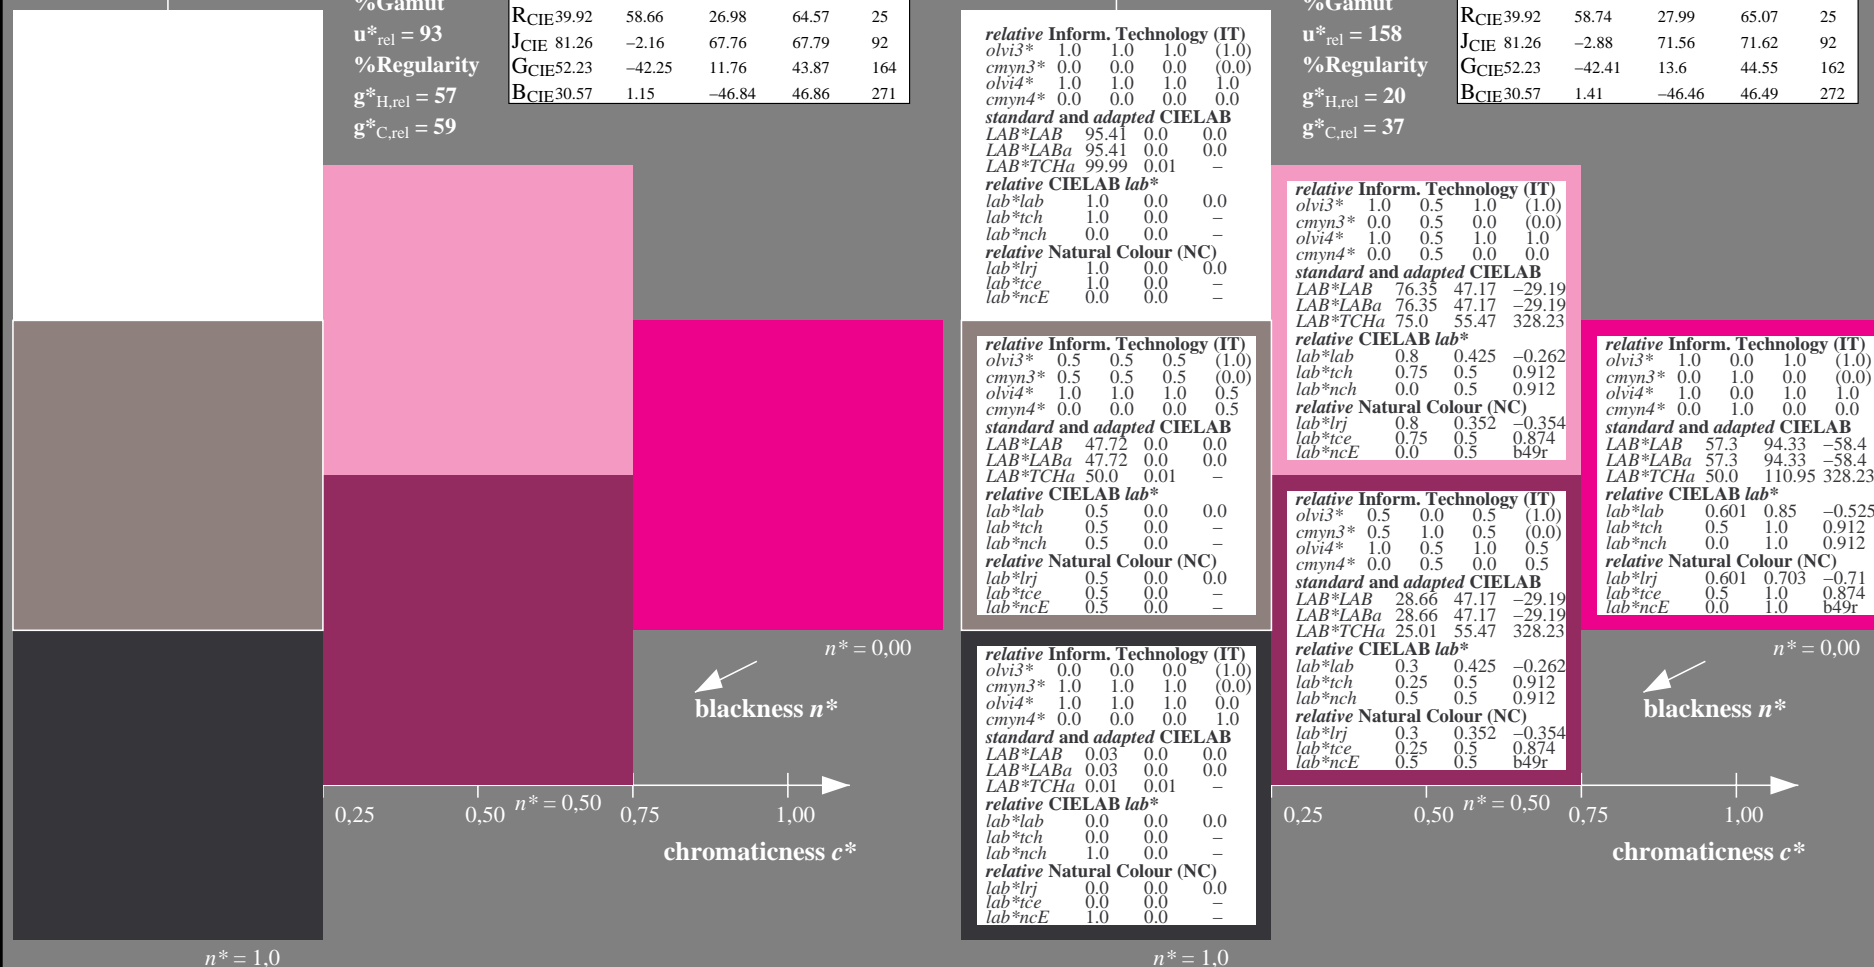 %Gamut
u*rel = 93
%Regularity
g*H,rel = 57
g*C,rel = 59
RCIE 39.92 58.66 26.98 64.57 25
JCIE 81.26 –2.16 67.76 67.79 92
GCIE 52.23 –42.25 11.76 43.87 164
BCIE 30.57 1.15 –46.84 46.86 271
n* = 0,00
blackness n*
0,25 0,50 n* = 0,50 0,75 1,00
chromaticness c*
n* = 1,0
relative Inform. Technology (IT)
olvi3* 1.0 1.0 1.0 (1.0)
cmyn3* 0.0 0.0 0.0 (0.0)
olvi4* 1.0 1.0 1.0 1.0
cmyn4* 0.0 0.0 0.0 0.0
standard and adapted CIELAB
LAB*LAB 95.41 0.0 0.0
LAB*LABa 95.41 0.0 0.0
LAB*TCHa 99.99 0.01 –
relative CIELAB lab*
lab*lab 1.0 0.0 0.0
lab*tch 1.0 0.0 –
lab*nch 0.0 0.0 –
relative Natural Colour (NC)
lab*lrj 1.0 0.0 0.0
lab*tce 1.0 0.0 –
lab*ncE 0.0 0.0 –
relative Inform. Technology (IT)
olvi3* 0.5 0.5 0.5 (1.0)
cmyn3* 0.5 0.5 0.5 (0.0)
olvi4* 1.0 1.0 1.0 0.5
cmyn4* 0.0 0.0 0.0 0.5
standard and adapted CIELAB
LAB*LAB 47.72 0.0 0.0
LAB*LABa 47.72 0.0 0.0
LAB*TCHa 50.0 0.01 –
relative CIELAB lab*
lab*lab 0.5 0.0 0.0
lab*tch 0.5 0.0 –
lab*nch 0.5 0.0 –
relative Natural Colour (NC)
lab*lrj 0.5 0.0 0.0
lab*tce 0.5 0.0 –
lab*ncE 0.5 0.0 –
relative Inform. Technology (IT)
olvi3* 0.0 0.0 0.0 (1.0)
cmyn3* 1.0 1.0 1.0 (0.0)
olvi4* 1.0 1.0 1.0 0.0
cmyn4* 0.0 0.0 0.0 1.0
standard and adapted CIELAB
LAB*LAB 0.03 0.0 0.0
LAB*LABa 0.03 0.0 0.0
LAB*TCHa 0.01 0.01 –
relative CIELAB lab*
lab*lab 0.0 0.0 0.0
lab*tch 0.0 0.0 –
lab*nch 1.0 0.0 –
relative Natural Colour (NC)
lab*lrj 0.0 0.0 0.0
lab*tce 0.0 0.0 –
lab*ncE 1.0 0.0 –
n* = 1,0
%Gamut
u*rel = 158
%Regularity
g*H,rel = 20
g*C,rel = 37
RCIE 39.92 58.74 27.99 65.07 25
JCIE 81.26 –2.88 71.56 71.62 92
GCIE 52.23 –42.41 13.6 44.55 162
BCIE 30.57 1.41 –46.46 46.49 272
relative Inform. Technology (IT)
olvi3* 1.0 0.5 1.0 (1.0)
cmyn3* 0.0 0.5 0.0 (0.0)
olvi4* 1.0 0.5 1.0 1.0
cmyn4* 0.0 0.5 0.0 0.0
standard and adapted CIELAB
LAB*LAB 76.35 47.17 –29.19
LAB*LABa 76.35 47.17 –29.19
LAB*TCHa 75.0 55.47 328.23
relative CIELAB lab*
lab*lab 0.8 0.425 –0.262
lab*tch 0.75 0.5 0.912
lab*nch 0.0 0.5 0.912
relative Natural Colour (NC)
lab*lrj 0.8 0.352 –0.354
lab*tce 0.75 0.5 0.874
lab*ncE 0.0 0.5 b49r
relative Inform. Technology (IT)
olvi3* 0.5 0.0 0.5 (1.0)
cmyn3* 0.5 1.0 0.5 (0.0)
olvi4* 1.0 0.5 1.0 0.5
cmyn4* 0.0 0.5 0.0 0.5
standard and adapted CIELAB
LAB*LAB 28.66 47.17 –29.19
LAB*LABa 28.66 47.17 –29.19
LAB*TCHa 25.01 55.47 328.23
relative CIELAB lab*
lab*lab 0.3 0.425 –0.262
lab*tch 0.25 0.5 0.912
lab*nch 0.5 0.5 0.912
relative Natural Colour (NC)
lab*lrj 0.3 0.352 –0.354
lab*tce 0.25 0.5 0.874
lab*ncE 0.5 0.5 b49r
relative Inform. Technology (IT)
olvi3* 1.0 0.0 1.0 (1.0)
cmyn3* 0.0 1.0 0.0 (0.0)
olvi4* 1.0 0.0 1.0 1.0
cmyn4* 0.0 1.0 0.0 0.0
standard and adapted CIELAB
LAB*LAB 57.3 94.33 –58.4
LAB*LABa 57.3 94.33 –58.4
LAB*TCHa 50.0 110.95 328.23
relative CIELAB lab*
lab*lab 0.601 0.85 –0.525
lab*tch 0.5 1.0 0.912
lab*nch 0.0 1.0 0.912
relative Natural Colour (NC)
lab*lrj 0.601 0.703 –0.71
lab*tce 0.5 1.0 0.874
lab*ncE 0.0 1.0 b49r
n* = 0,00
blackness n*
0,25 0,50 n* = 0,50 0,75 1,00
chromaticness c*